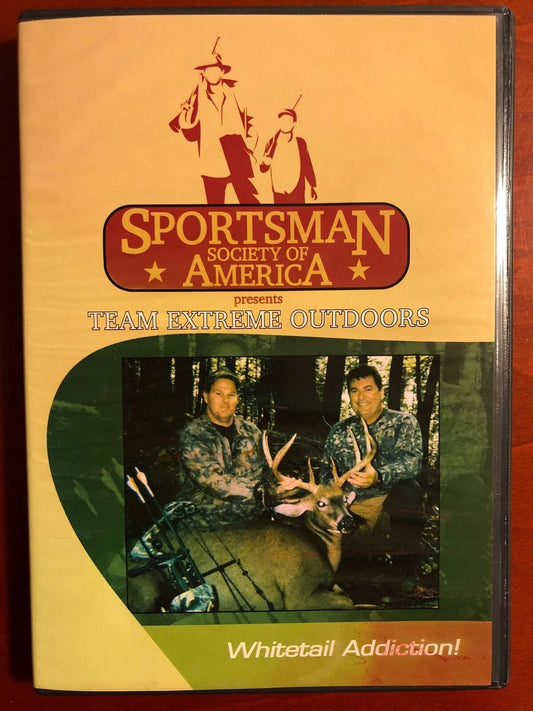 SPORTSMAN
SOCIETY OF
AMERICA
presents
TEAM EXTREME OUTDOORS
Whitetail Addiction!